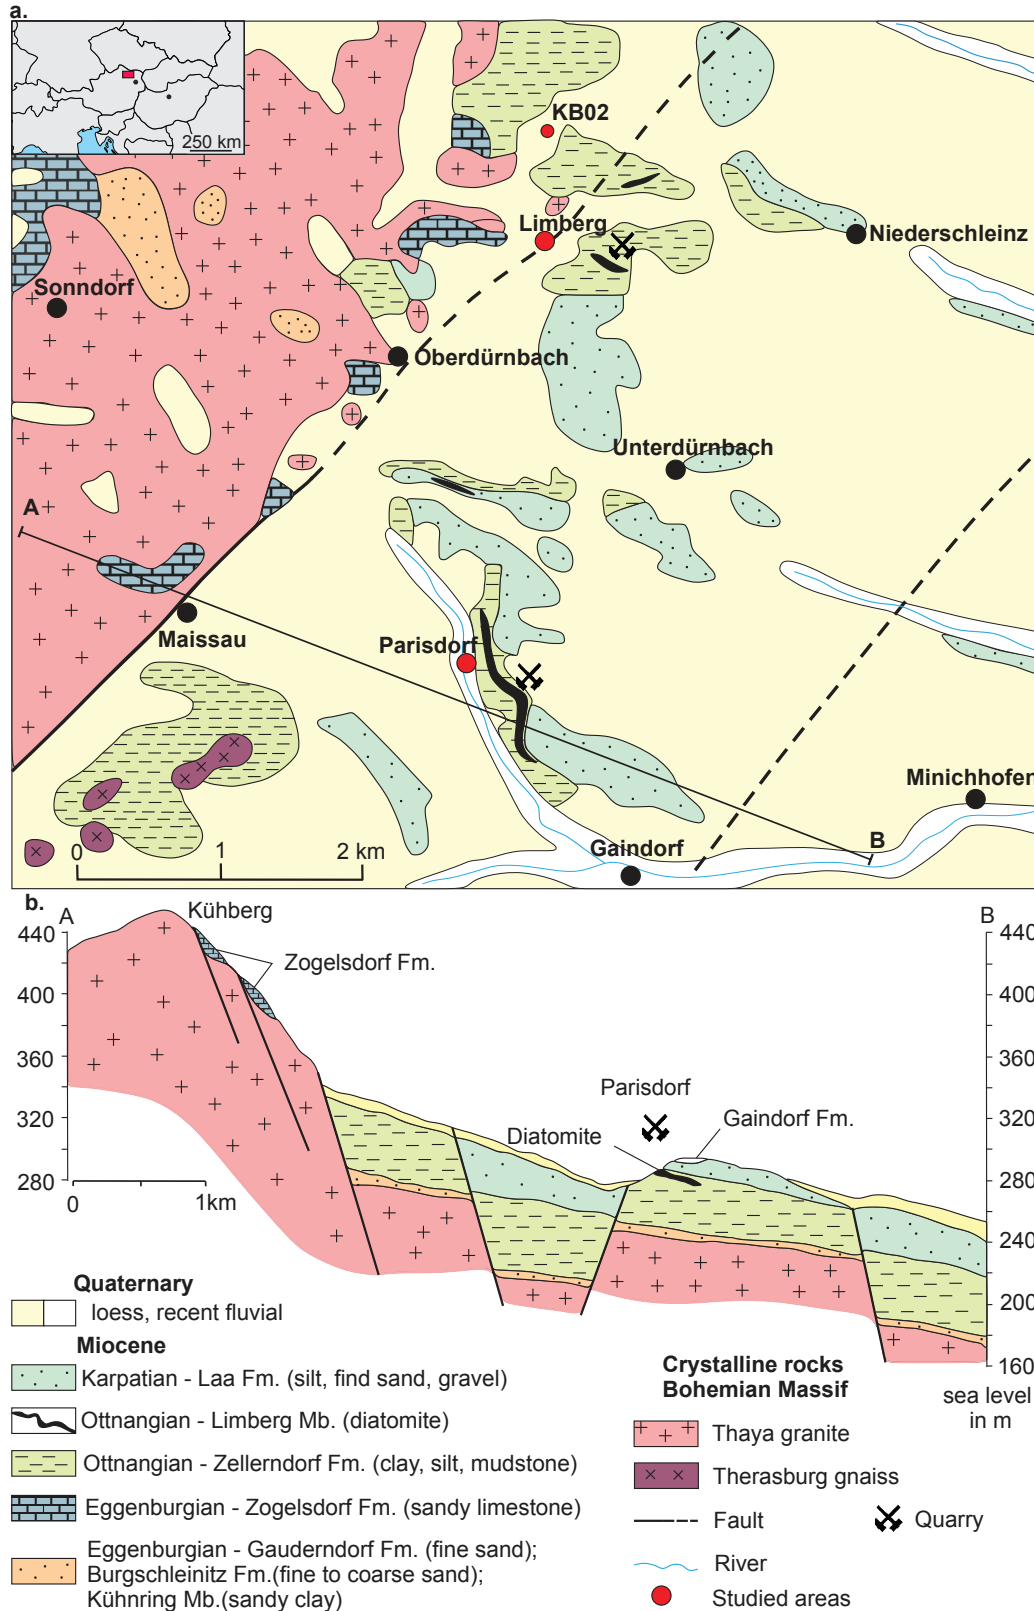 a.
250 km
KB02
Limberg
Niederschleinz
Sonndorf
Oberdürnbach
Unterdürnbach
A
Maissau
Parisdorf
Minichhofen
B
Gaindorf
0 1 2 km
b.
A Kühberg B
440 440
Zogelsdorf Fm.
400 400
360 360
Parisdorf
320 320
Gaindorf Fm.
Diatomite
280 280
0 1km
240
200
160
sea level
in m
Quaternary
loess, recent fluvial
Miocene
Karpatian - Laa Fm. (silt, find sand, gravel)
Ottnangian - Limberg Mb. (diatomite)
Ottnangian - Zellerndorf Fm. (clay, silt, mudstone)
Eggenburgian - Zogelsdorf Fm. (sandy limestone)
Eggenburgian - Gauderndorf Fm. (fine sand);
Burgschleinitz Fm.(fine to coarse sand);
Kühnring Mb.(sandy clay)
Crystalline rocks
Bohemian Massif
Thaya granite
Therasburg gnaiss
Fault
Quarry
River
Studied areas